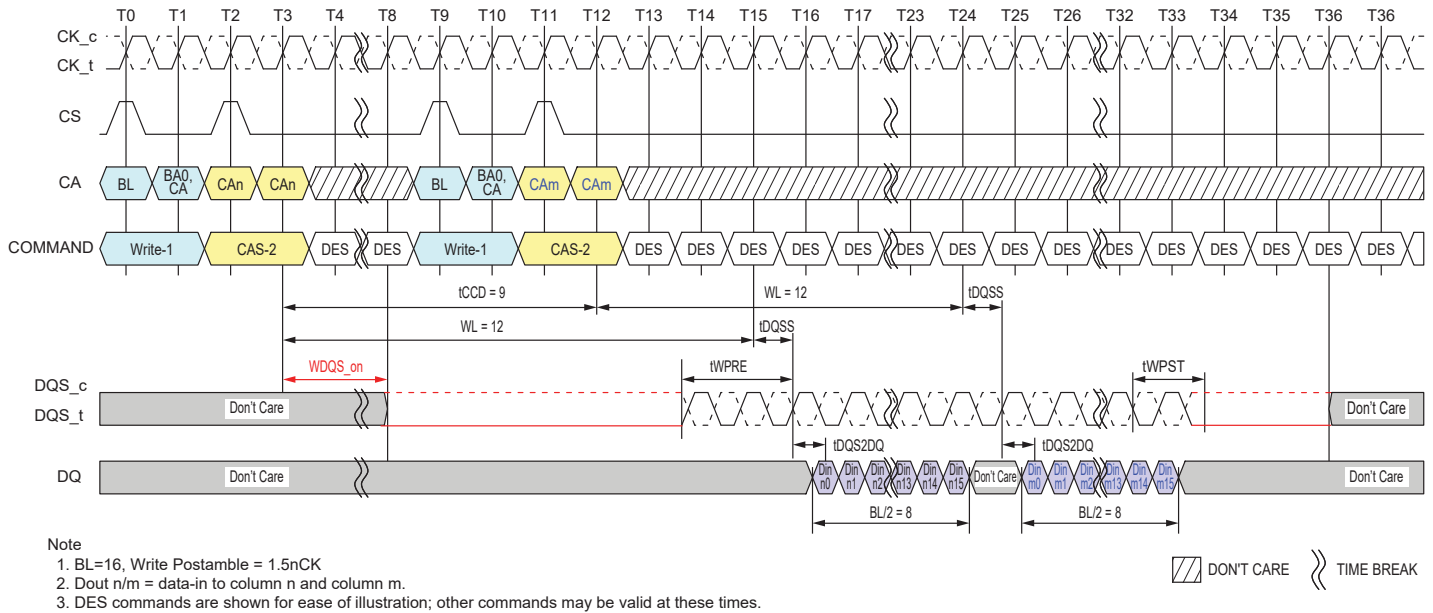 T0 T1 T2 T3 T4 T8 T9 T10 T11 T12 T13 T14 T15 T16 T17 T23 T24 T25 T26 T32 T33 T34 T35 T36 T36
CK_c
CK_t
CS
CA BL BA0, CA CAn CAn BL BA0, CA CAm CAm
COMMAND Write-1 CAS-2 DES DES Write-1 CAS-2 DES DES DES DES DES DES DES DES DES DES DES DES DES DES DES
tCCD = 9 WL = 12 tDQSS
WL = 12 tDQSS
WDQS_on tWPRE tWPST
DQS_c
DQS_t Don't Care Don't Care
tDQS2DQ tDQS2DQ
DQ Don't Care Din n0 Din n1 Din n2 Din n13 Din n14 Din n15 Don't Care Din m0 Din m1 Din m2 Din m13 Din m14 Din m15 Don't Care
BL/2 = 8 BL/2 = 8
Note
1. BL=16, Write Postamble = 1.5nCK
2. Dout n/m = data-in to column n and column m.
3. DES commands are shown for ease of illustration; other commands may be valid at these times.
DON'T CARE TIME BREAK